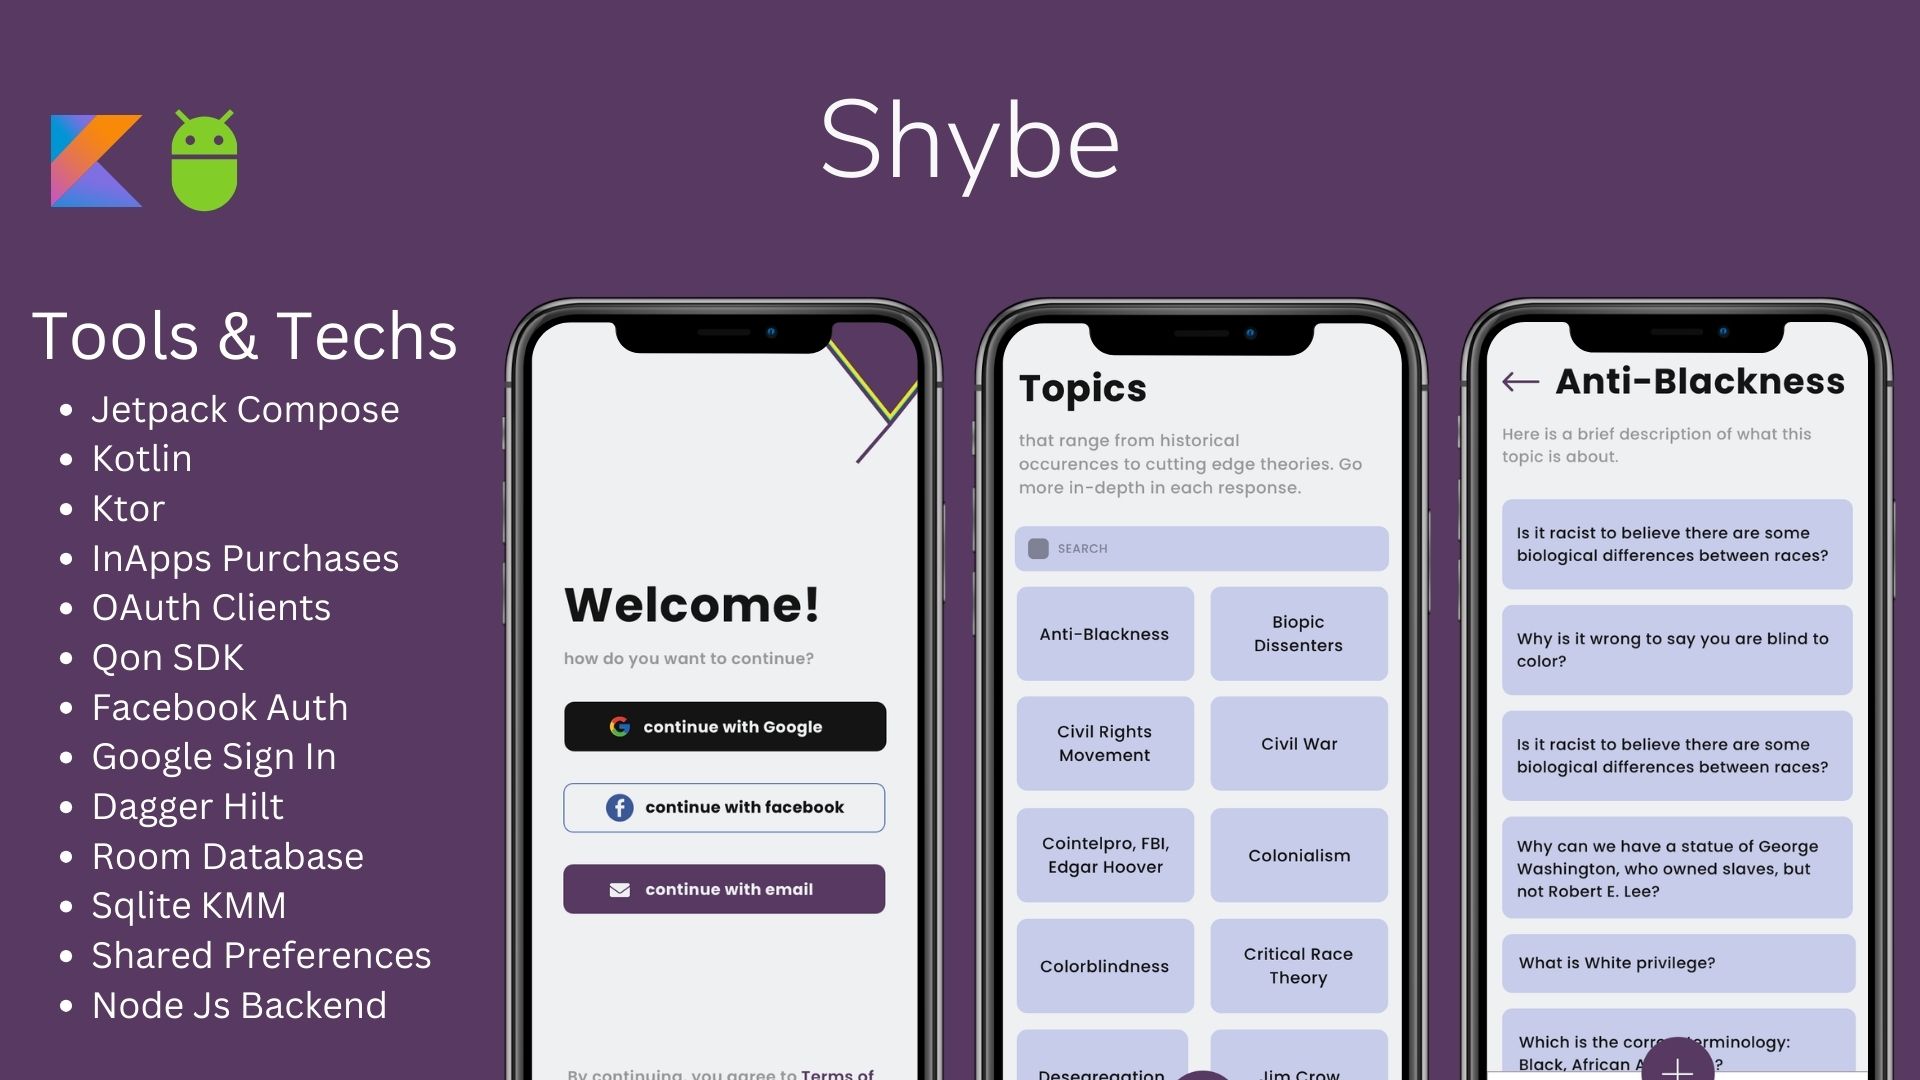 Shybe
Tools & Techs
Jetpack Compose
Kotlin
Ktor
InApps Purchases
OAuth Clients
Qon SDK
Facebook Auth
Google Sign In
Dagger Hilt
Room Database
Sqlite KMM
Shared Preferences
Node Js Backend
Welcome!
how do you want to continue?
continue with Google
continue with facebook
continue with email
By continuing, you agree to Terms of
Topics
that range from historical
occurences to cutting edge theories. Go
more in-depth in each response.
SEARCH
Anti-Blackness
Biopic
Dissenters
Civil Rights
Movement
Civil War
Cointelpro, FBI,
Edgar Hoover
Colonialism
Colorblindness
Critical Race
Theory
Desegregation
Jim Crow
Anti-Blackness
Here is a brief description of what this
topic is about.
Is it racist to believe there are some
biological differences between races?
Why is it wrong to say you are blind to
color?
Is it racist to believe there are some
biological differences between races?
Why can we have a statue of George
Washington, who owned slaves, but
not Robert E. Lee?
What is White privilege?
Which is the
Black, African